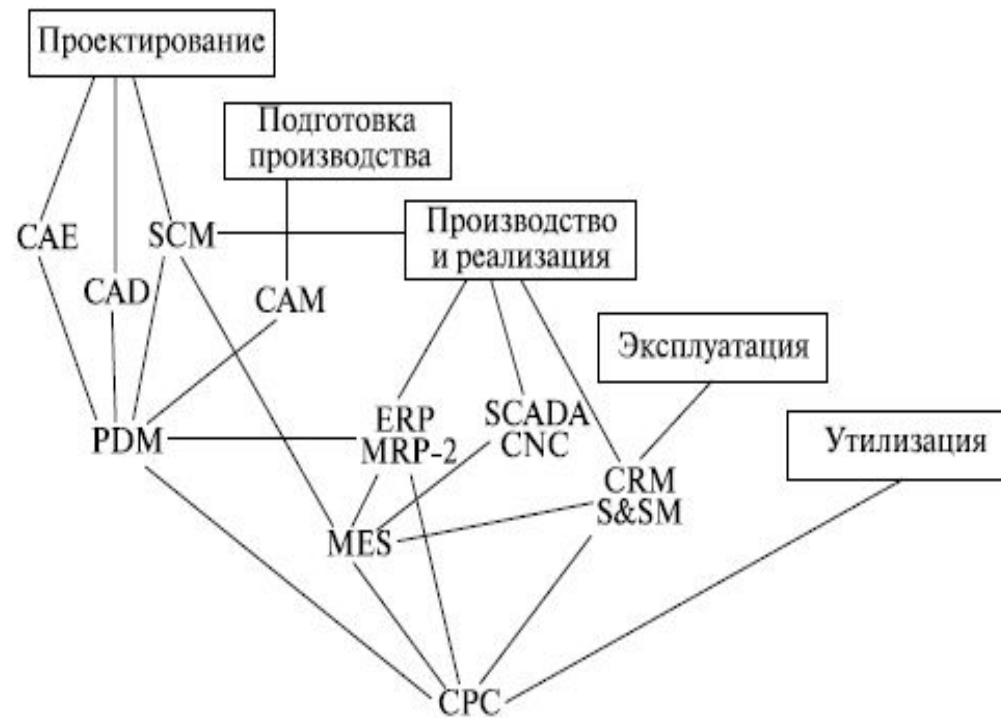 Проектирование
Подготовка
производства
CAE
SCM
Производство
и реализация
CAD
CAM
Эксплуатация
PDM
ERP
MRP-2
SCADA
CNC
Утилизация
CRM
S&SM
MES
CPC